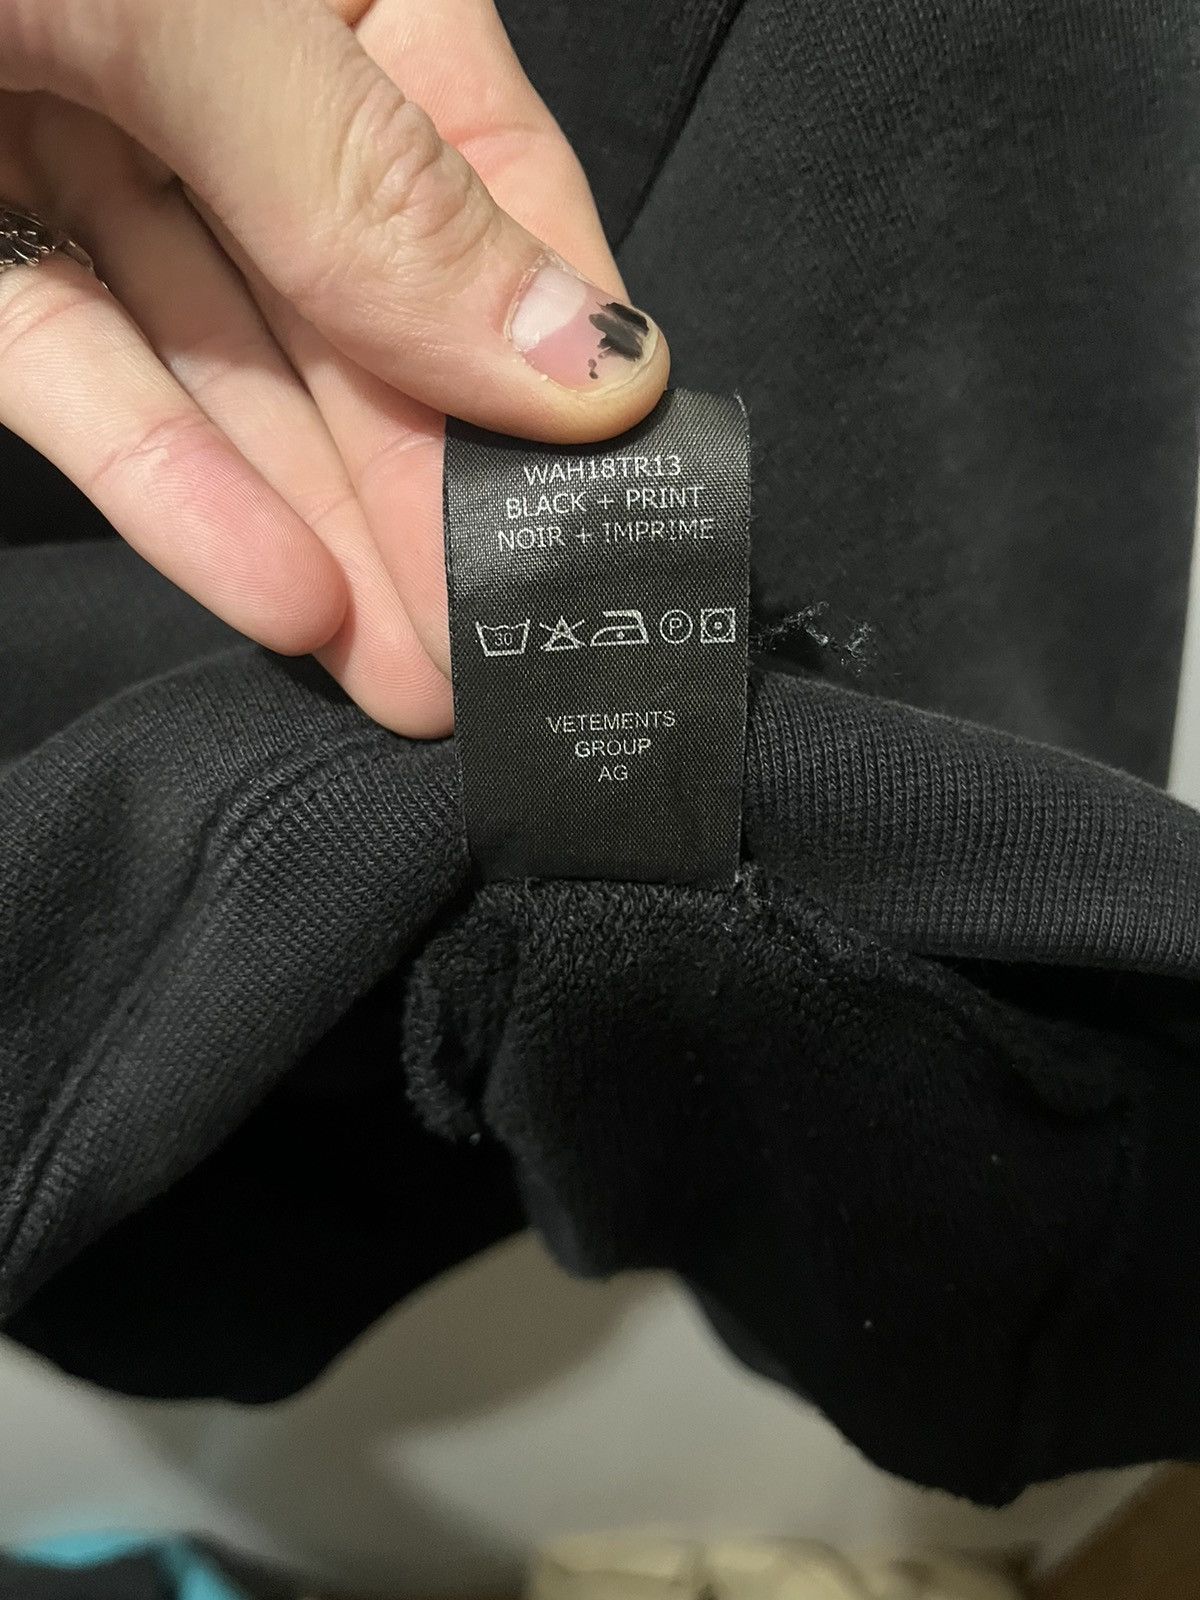 WAH18TR13
BLACK + PRINT
NOIR + IMPRIME
30 P
VETEMENTS
GROUP
AG